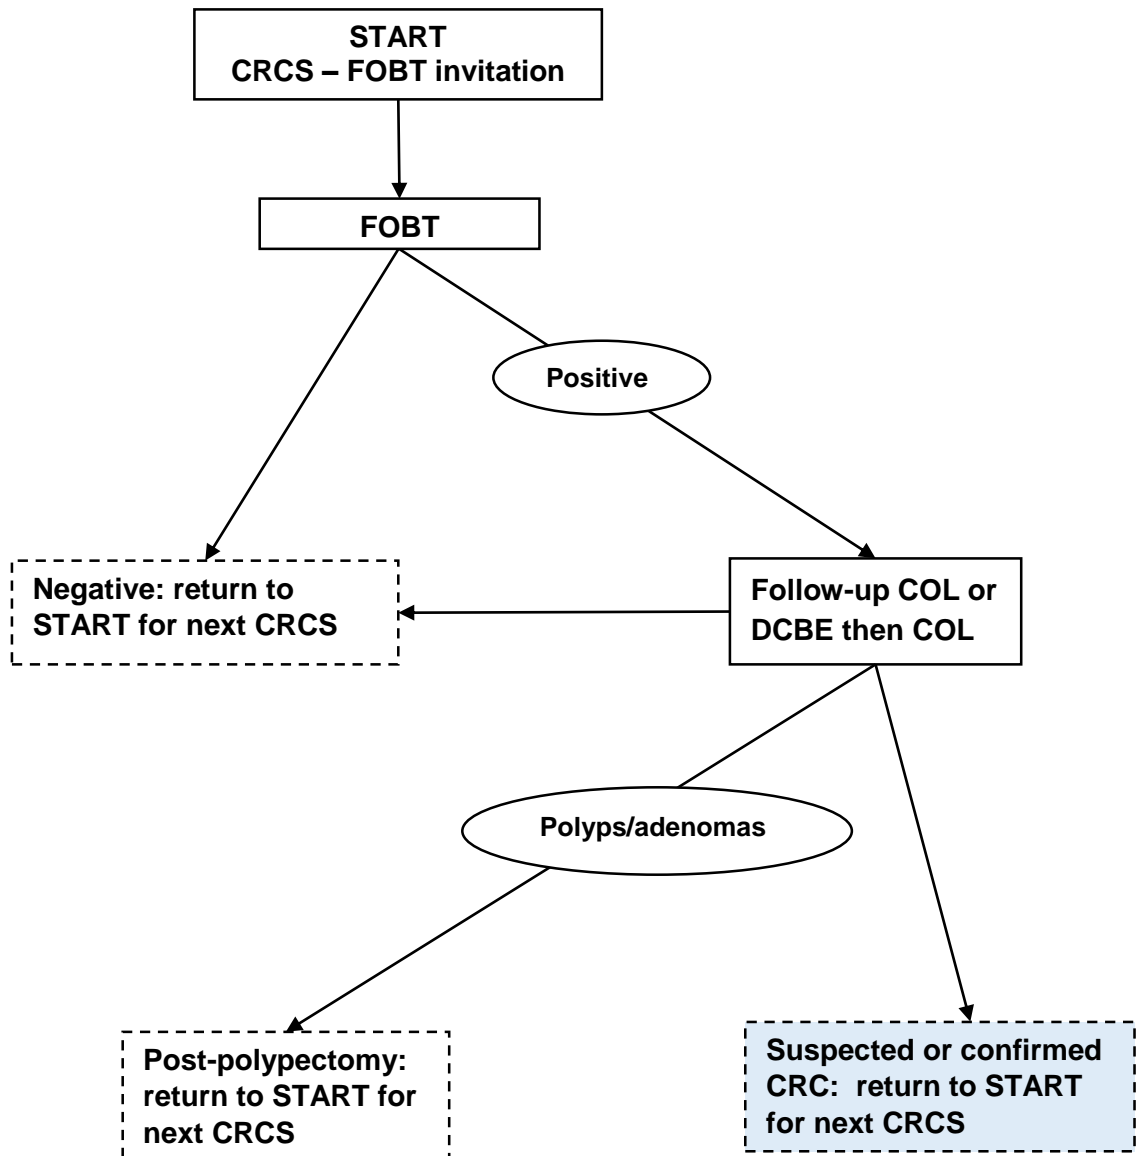 START
CRCS – FOBT invitation
FOBT
Positive
Negative: return to
START for next CRCS
Follow-up COL or
DCBE then COL
Polyps/adenomas
Post-polypectomy:
return to START for
next CRCS
Suspected or confirmed
CRC:  return to START
for next CRCS